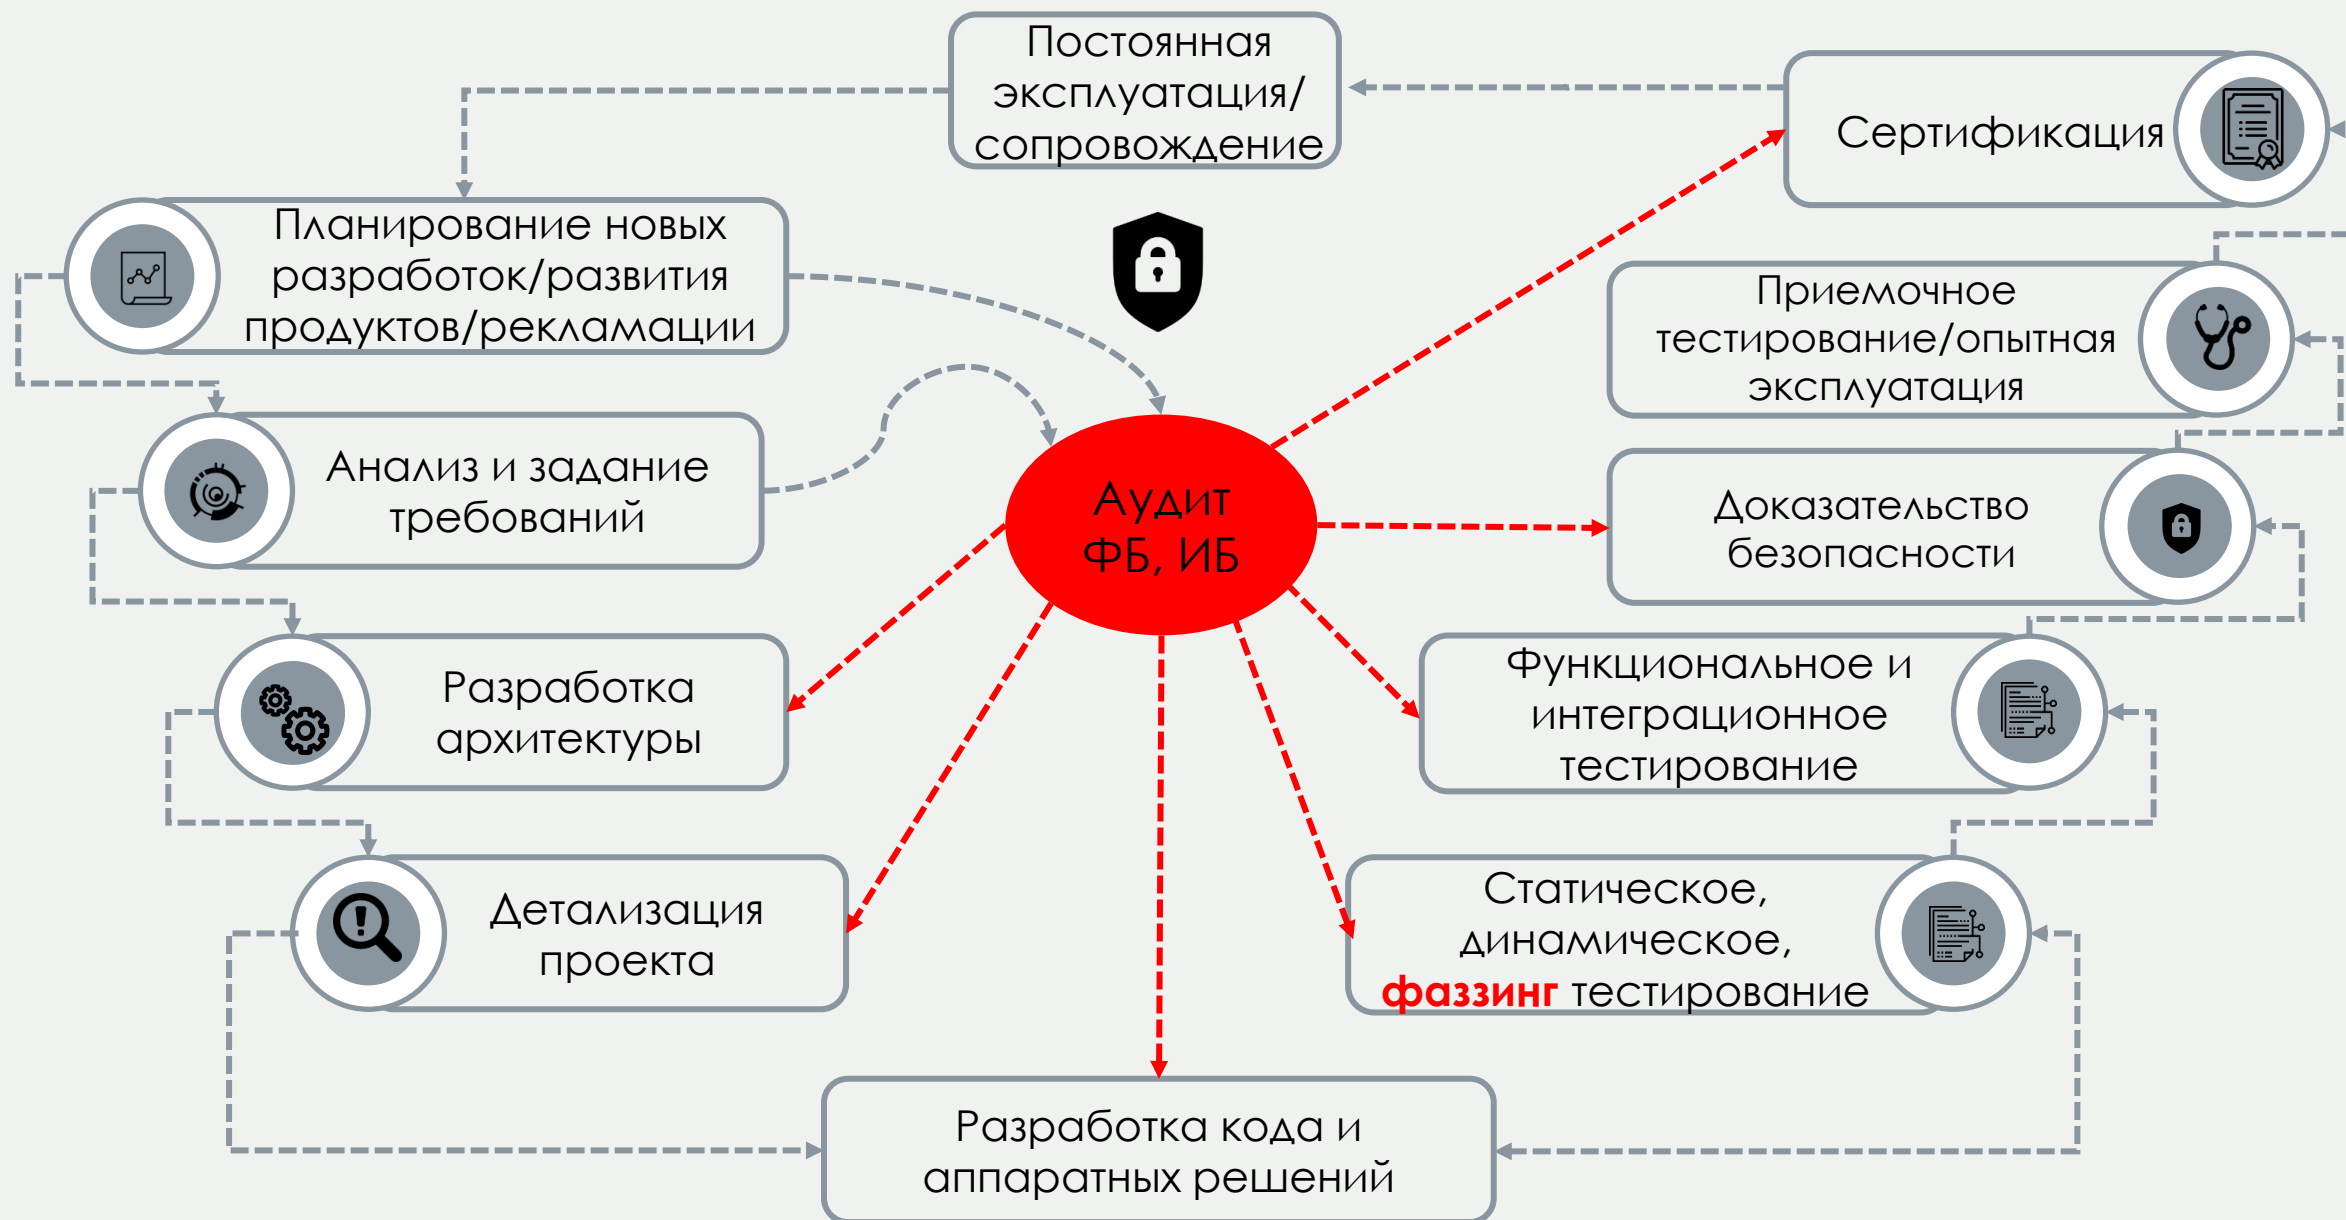 Постоянная
эксплуатация/
сопровождение
Сертификация
Планирование новых
разработок/развития
продуктов/рекламации
Приемочное
тестирование/опытная
эксплуатация
Анализ и задание
требований
Аудит
ФБ, ИБ
Доказательство
безопасности
Разработка
архитектуры
Функциональное и
интеграционное
тестирование
Детализация
проекта
Статическое,
динамическое,
фаззинг тестирование
Разработка кода и
аппаратных решений